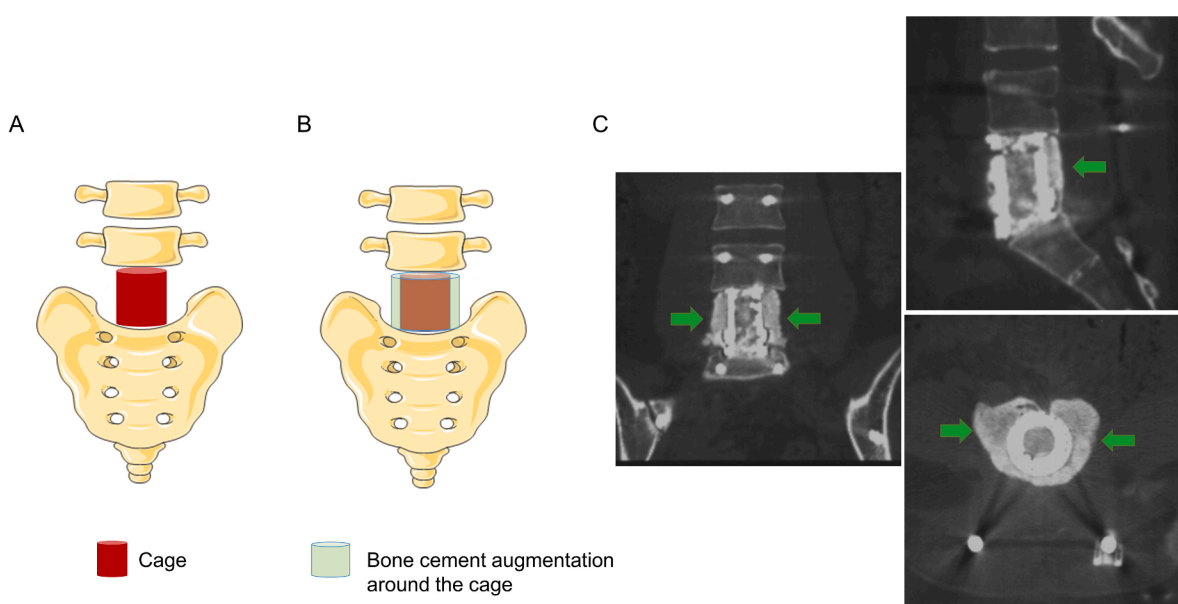 A
B
C
Cage
Bone cement augmentation
around the cage